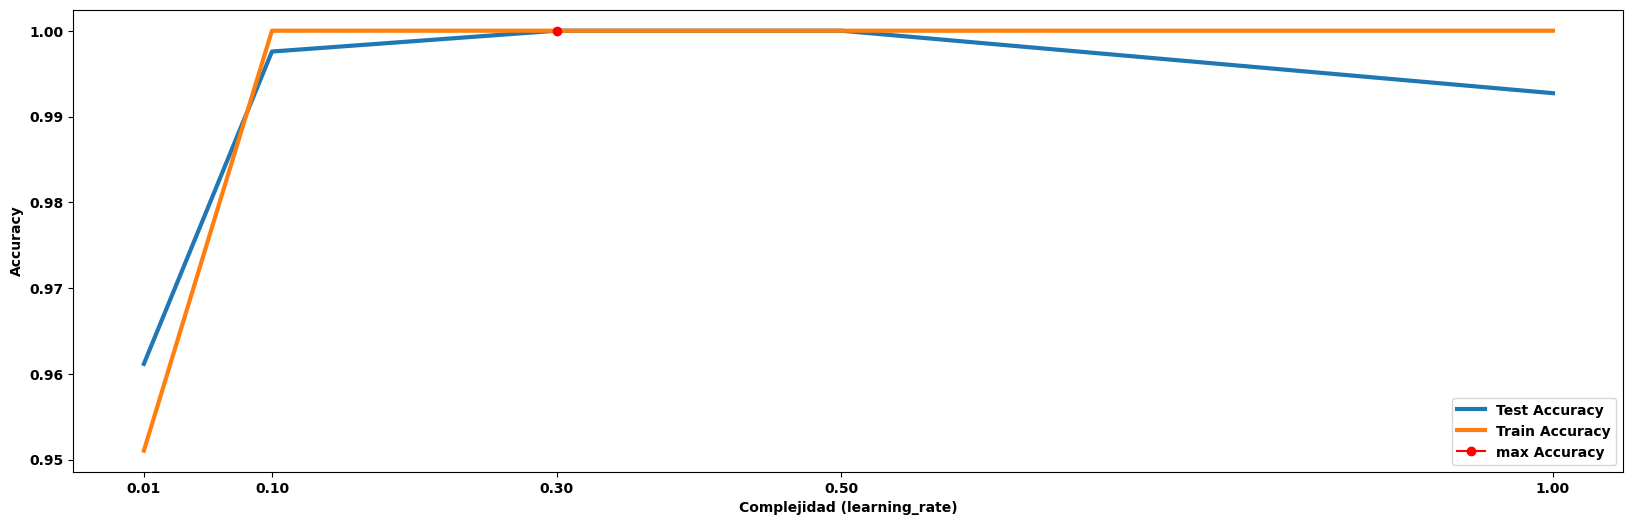 1.00
0.99
0.98
0.97
0.96
0.95
Accuracy
0.01 0.10 0.30 0.50 1.00
Complejidad (learning_rate)
Test Accuracy
Train Accuracy
max Accuracy